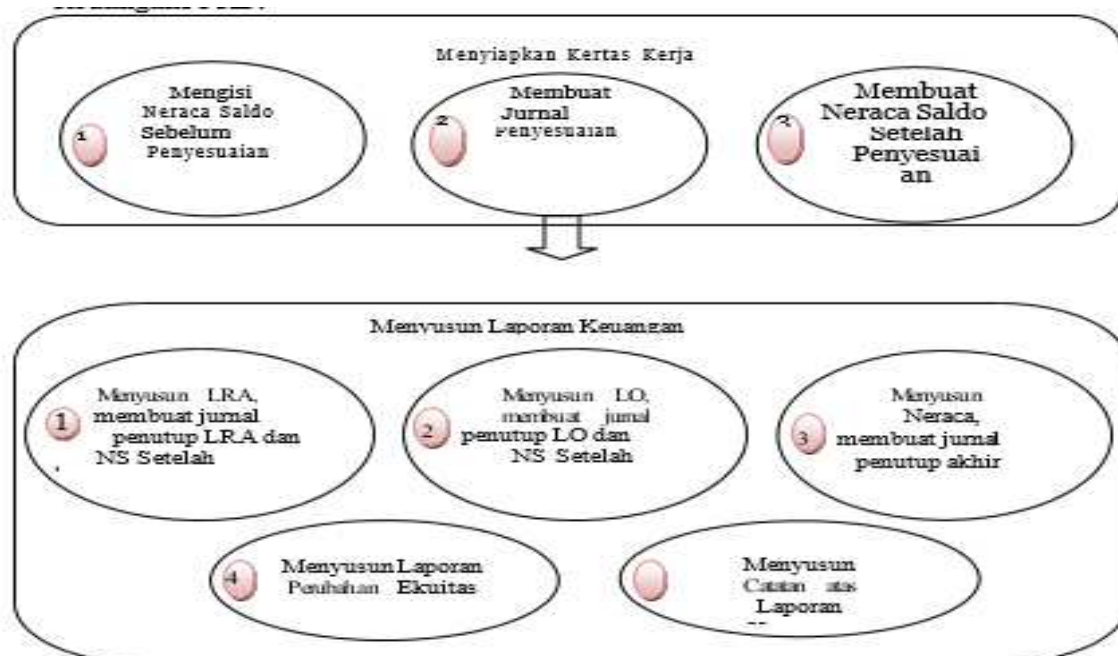 Menyiapkan Kertas Kerja
1
Mengisi
Neraca Saldo
Sebelum
Penyesuaian
2
Membuat
Jurnal
Penyesuaian
3
Membuat
Neraca Saldo
Setelah
Penyesuai
an
Menyusun Laporan Keuangan
1
Menyusun LRA,
membuat jurnal
penutup LRA dan
NS Setelah
2
Menyusun LO,
membuat jurnal
penutup LO dan
NS Setelah
3
Menyusun
Neraca,
membuat jurnal
penutup akhir
4
Menyusun Laporan
Perubahan Ekuitas
Menyusun
Catatan atas
Laporan